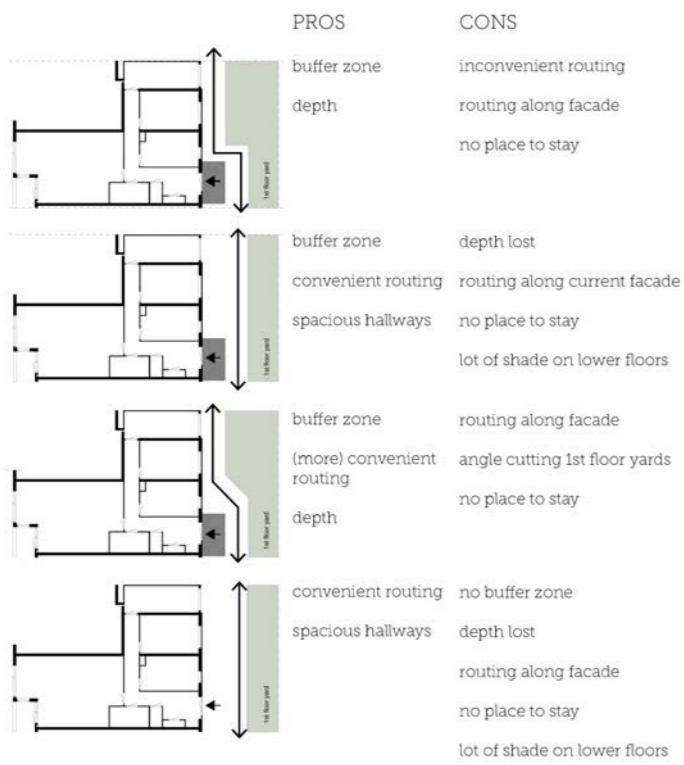 PROS CONS
buffer zone inconvenient routing
depth routing along facade
no place to stay
1st floor yard
buffer zone depth lost
convenient routing routing along current facade
spacious hallways no place to stay
lot of shade on lower floors
1st floor yard
buffer zone routing along facade
(more) convenient angle cutting 1st floor yards
routing
no place to stay
depth
1st floor yard
convenient routing no buffer zone
spacious hallways depth lost
routing along facade
1st floor yard
no place to stay
lot of shade on lower floors